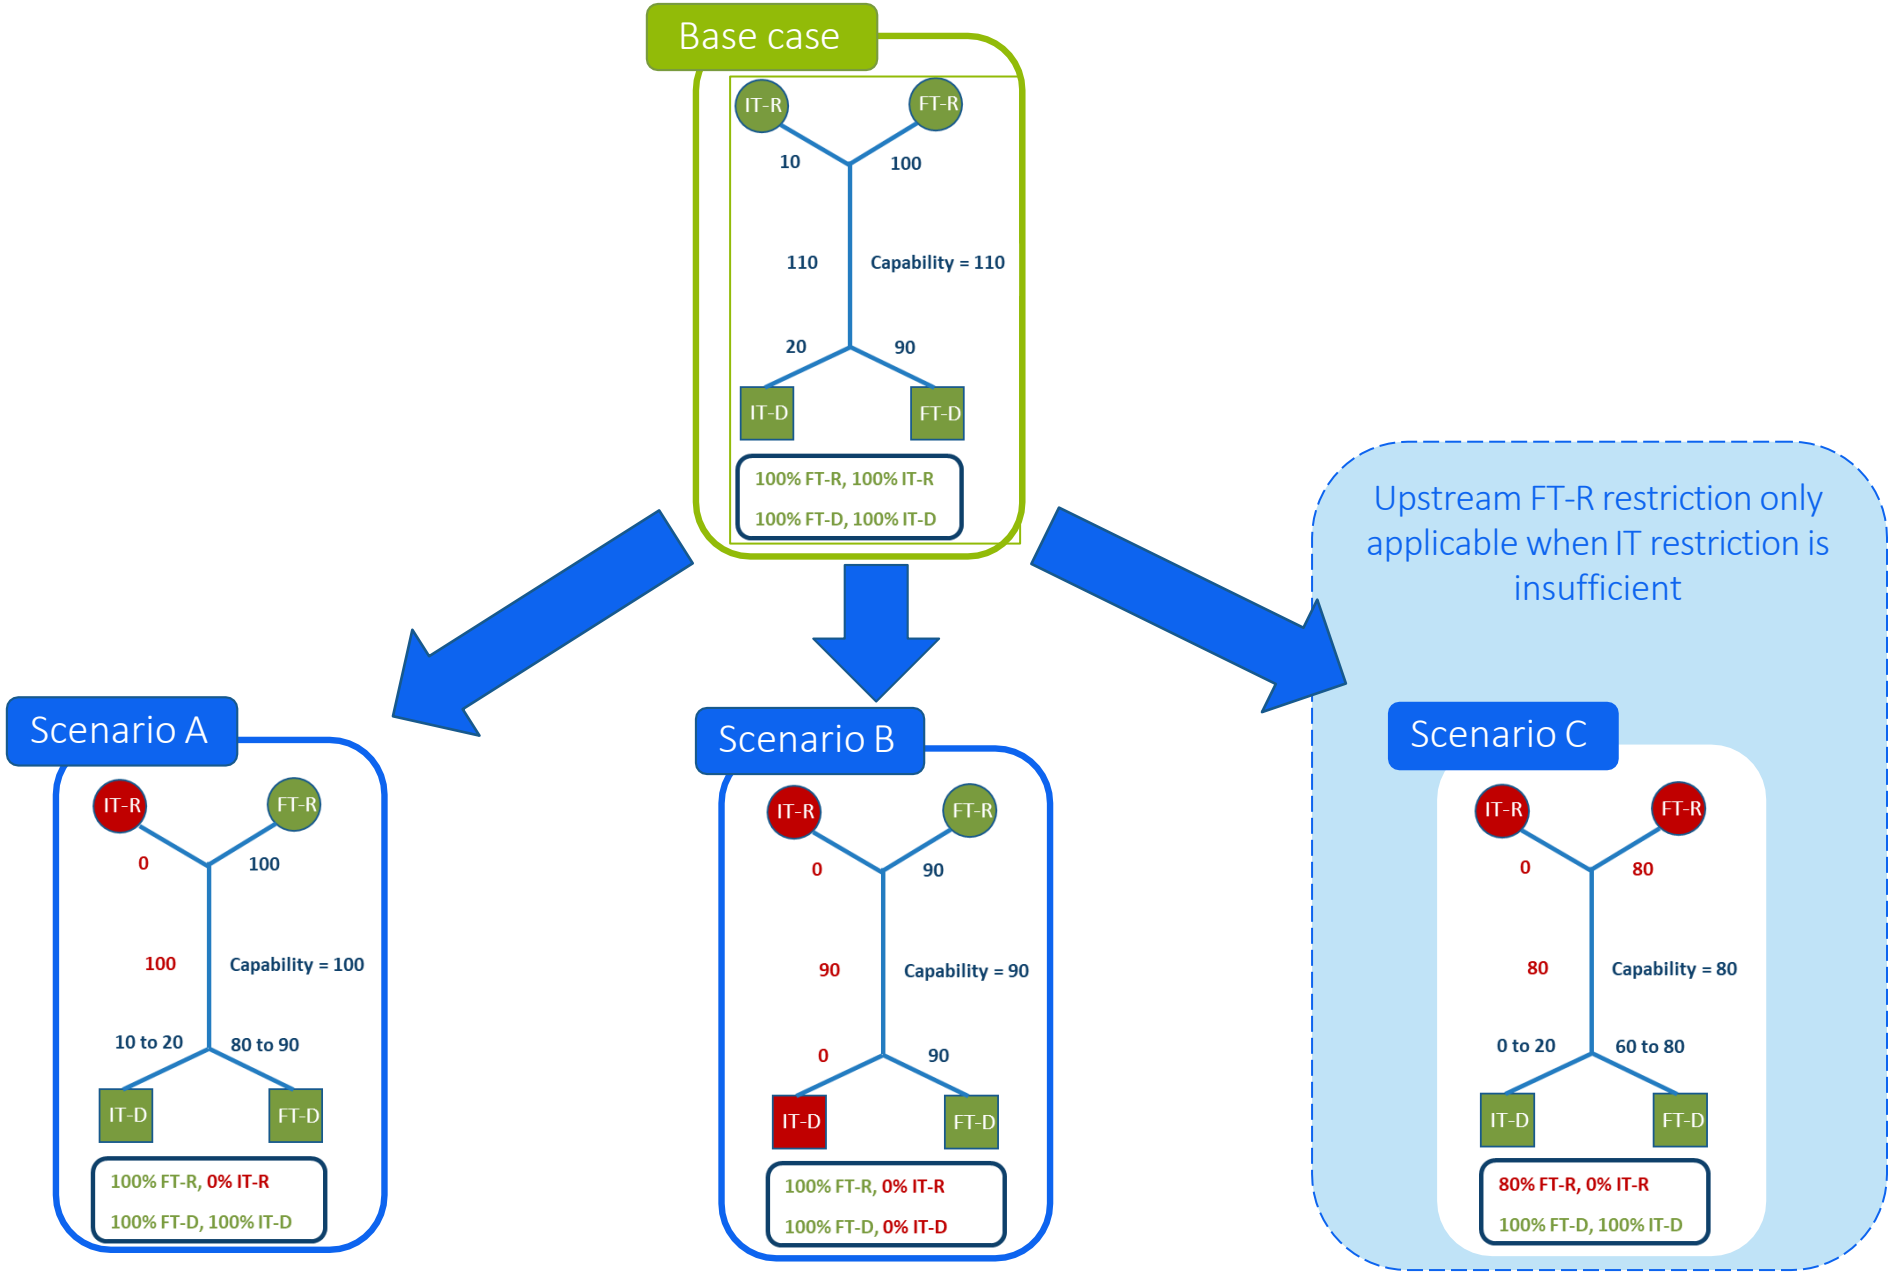 Base case
IT-R
FT-R
10
100
110
Capability = 110
20
90
IT-D
FT-D
100% FT-R, 100% IT-R
100% FT-D, 100% IT-D
Upstream FT-R restriction only
applicable when IT restriction is
insufficient
Scenario A
IT-R
FT-R
0
100
100
Capability = 100
10 to 20
80 to 90
IT-D
FT-D
100% FT-R, 0% IT-R
100% FT-D, 100% IT-D
Scenario B
IT-R
FT-R
0
90
90
Capability = 90
0
90
IT-D
FT-D
100% FT-R, 0% IT-R
100% FT-D, 0% IT-D
Scenario C
IT-R
FT-R
0
80
80
Capability = 80
0 to 20
60 to 80
IT-D
FT-D
80% FT-R, 0% IT-R
100% FT-D, 100% IT-D